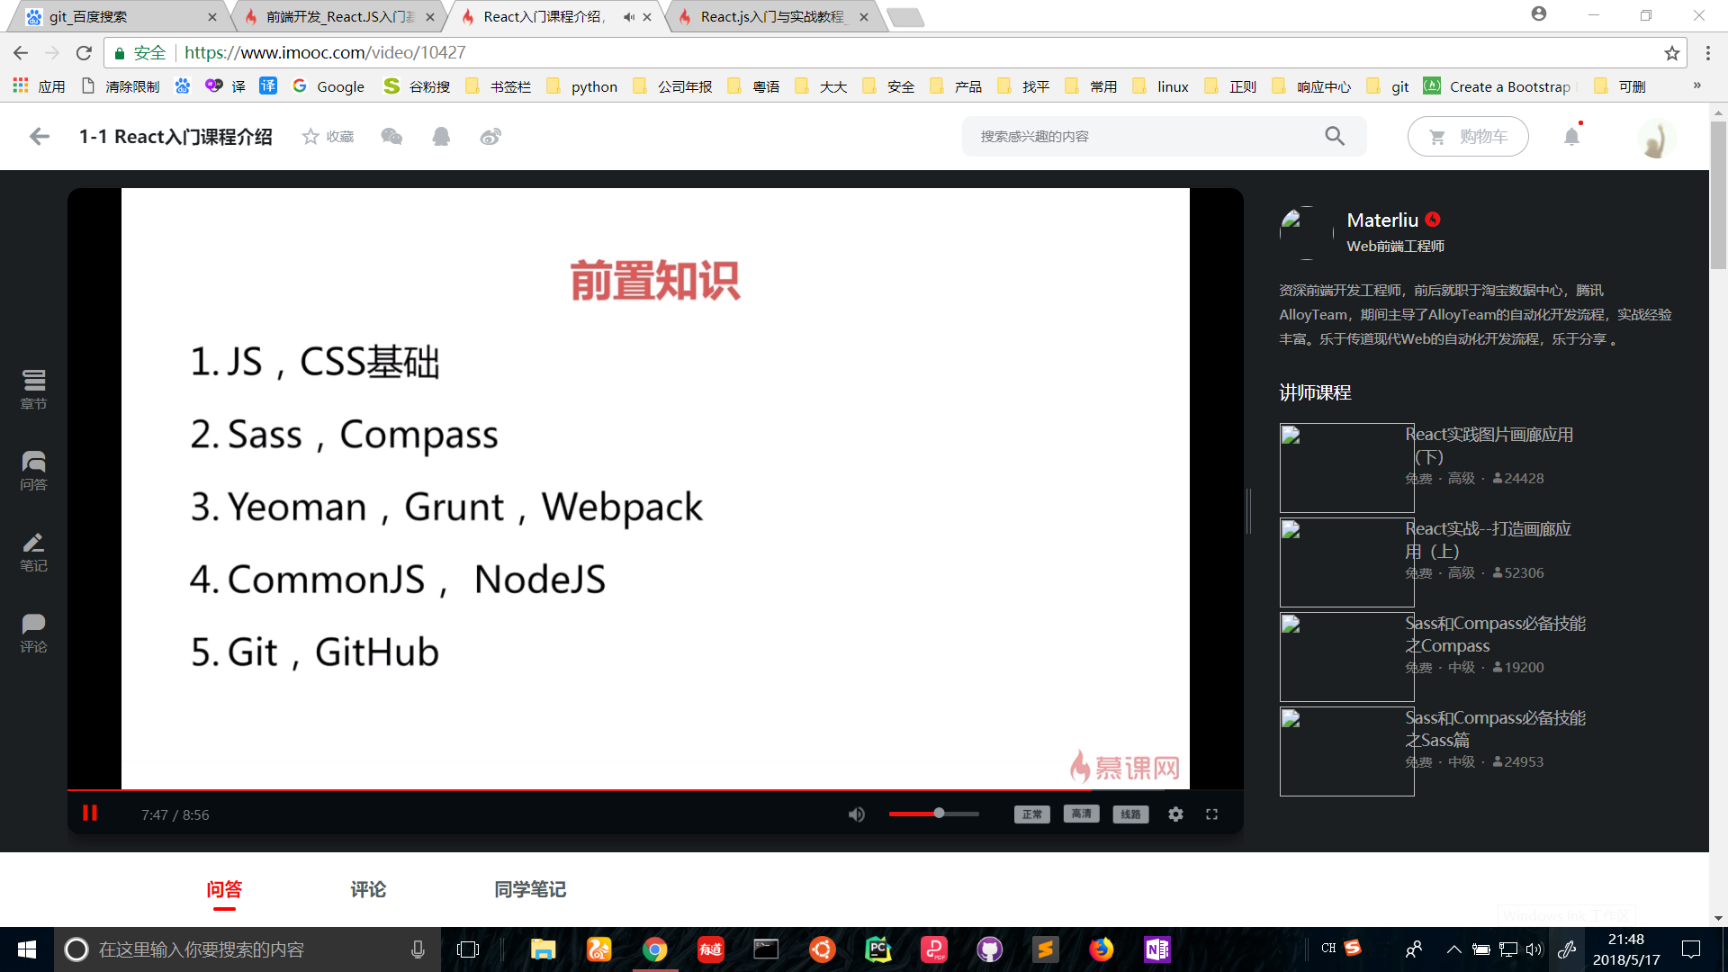 git_百度搜索
前端开发_React.JS入门基
React入门课程介绍,
React.js入门与实战教程_
安全
https://www.imooc.com/video/10427
应用
清除限制
译
译
Google
谷粉搜
书签栏
python
公司年报
粤语
大大
安全
产品
找平
常用
linux
正则
响应中心
git
Create a Bootstrap
可删
»
1-1 React入门课程介绍
收藏
搜索感兴趣的内容
购物车
章节
问答
笔记
评论
前置知识
1. JS，CSS基础
2. Sass，Compass
3. Yeoman，Grunt，Webpack
4. CommonJS， NodeJS
5. Git，GitHub
慕课网
7:47 / 8:56
正常
高清
线路
Materliu
Web前端工程师
资深前端开发工程师，前后就职于淘宝数据中心，腾讯
AlloyTeam，期间主导了AlloyTeam的自动化开发流程，实战经验
丰富。乐于传道现代Web的自动化开发流程，乐于分享 。
讲师课程
React实践图片画廊应用
（下）
免费 · 高级 · 24428
React实战--打造画廊应
用（上）
免费 · 高级 · 52306
Sass和Compass必备技能
之Compass
免费 · 中级 · 19200
Sass和Compass必备技能
之Sass篇
免费 · 中级 · 24953
问答
评论
同学笔记
Windows Ink 工作区
在这里输入你要搜索的内容
有道
PC
CH
21:48
2018/5/17